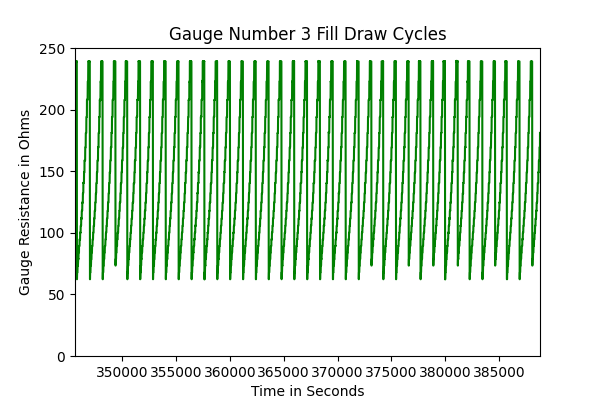 Gauge Number 3 Fill Draw Cycles
250
200
150
100
50
0
Gauge Resistance in Ohms
350000 355000 360000 365000 370000 375000 380000 385000
Time in Seconds